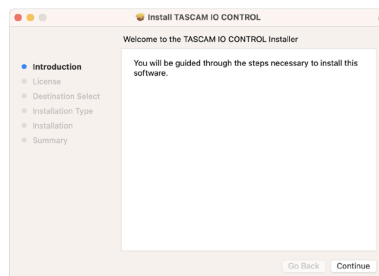 Install TASCAM IO CONTROL
Welcome to the TASCAM IO CONTROL Installer
Introduction
License
Destination Select
Installation Type
Installation
Summary
You will be guided through the steps necessary to install this
software.
Go Back
Continue